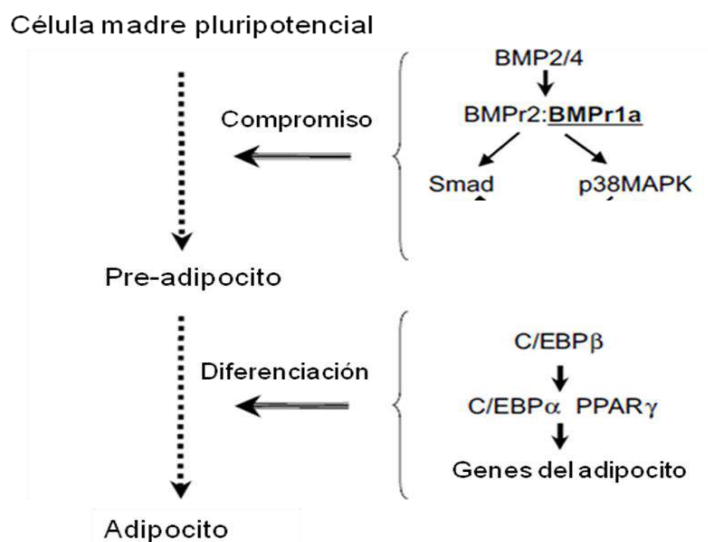 Célula madre pluripotencial
BMP2/4
Compromiso
BMPr2:BMPr1a
Smad
p38MAPK
Pre-adipocito
C/EBPβ
Diferenciación
C/EBPα PPARγ
Genes del adipocito
Adipocito